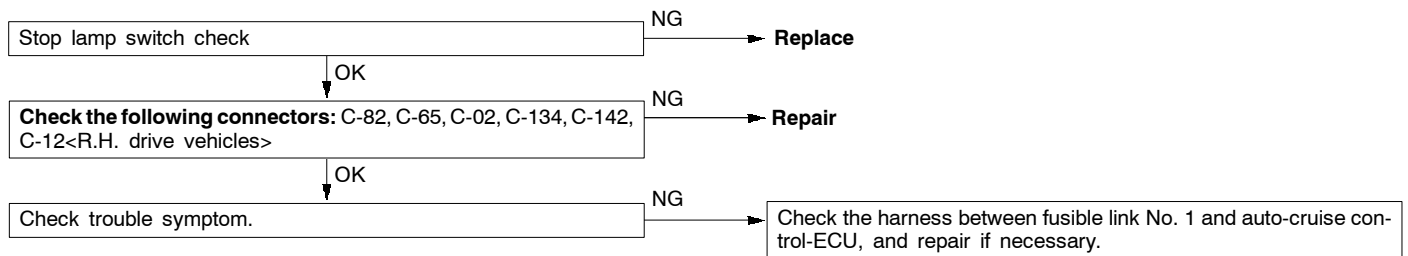 NG
Stop lamp switch check
Replace
OK
NG
Check the following connectors: C-82, C-65, C-02, C-134, C-142,
C-12<R.H. drive vehicles>
Repair
OK
NG
Check trouble symptom.
Check the harness between fusible link No. 1 and auto-cruise con-
trol-ECU, and repair if necessary.